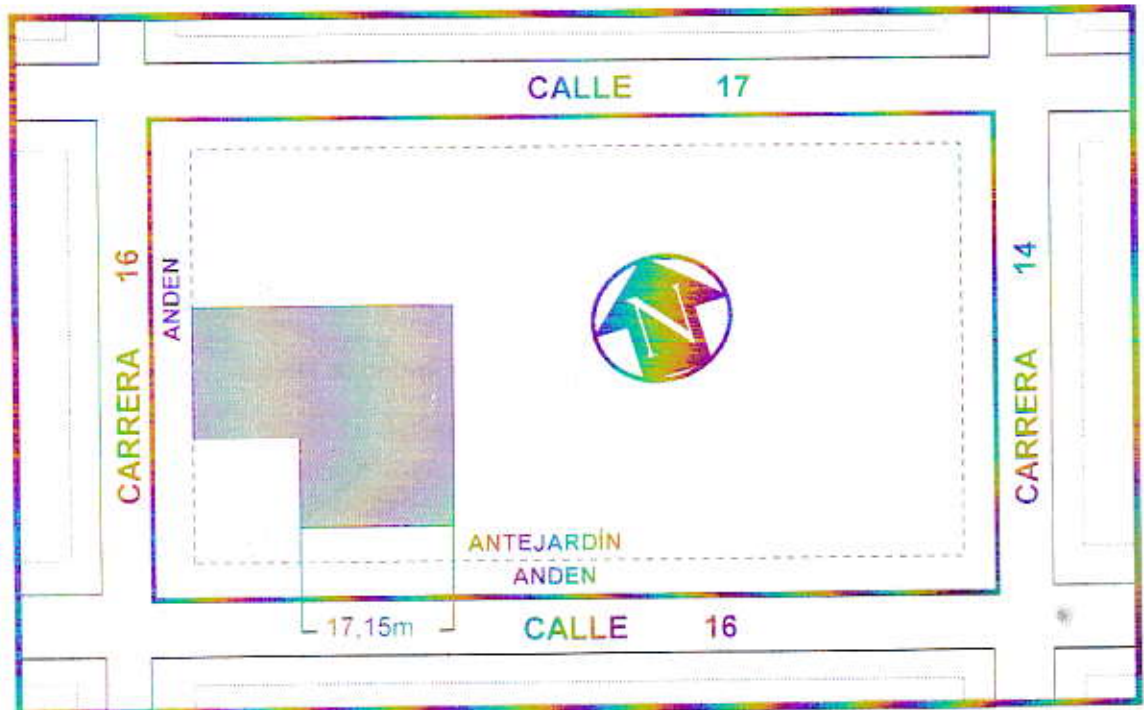 CALLE 17
CARRERA 16
ANDEN
N
CARRERA 14
ANTEJARDÍN
ANDEN
17,15m
CALLE 16